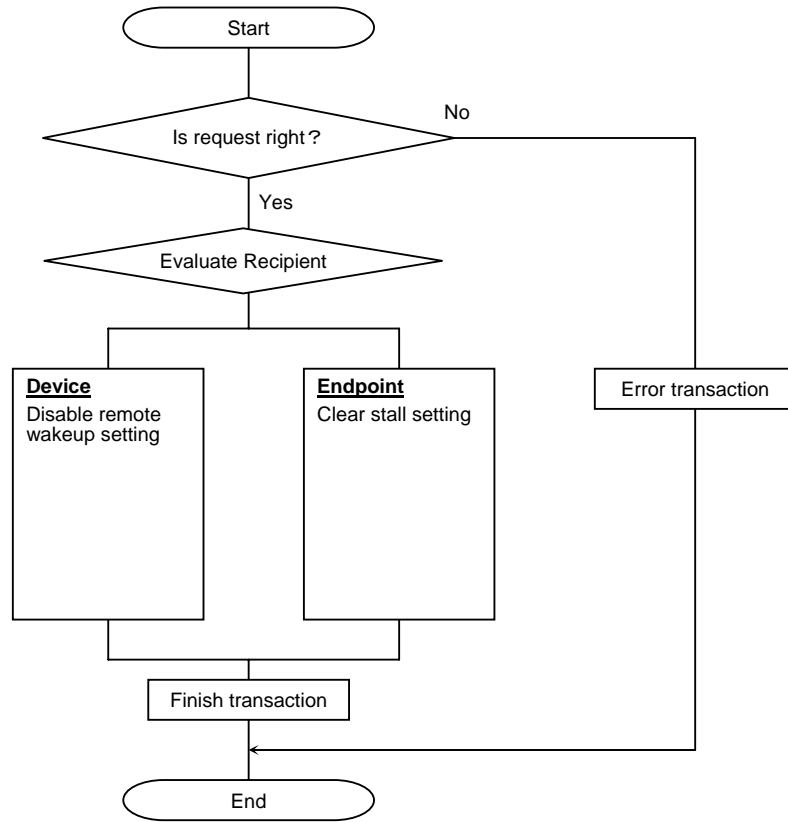 Start
No
Is request right?
Yes
Evaluate Recipient
Device
Disable remote
wakeup setting
Endpoint
Clear stall setting
Error transaction
Finish transaction
End